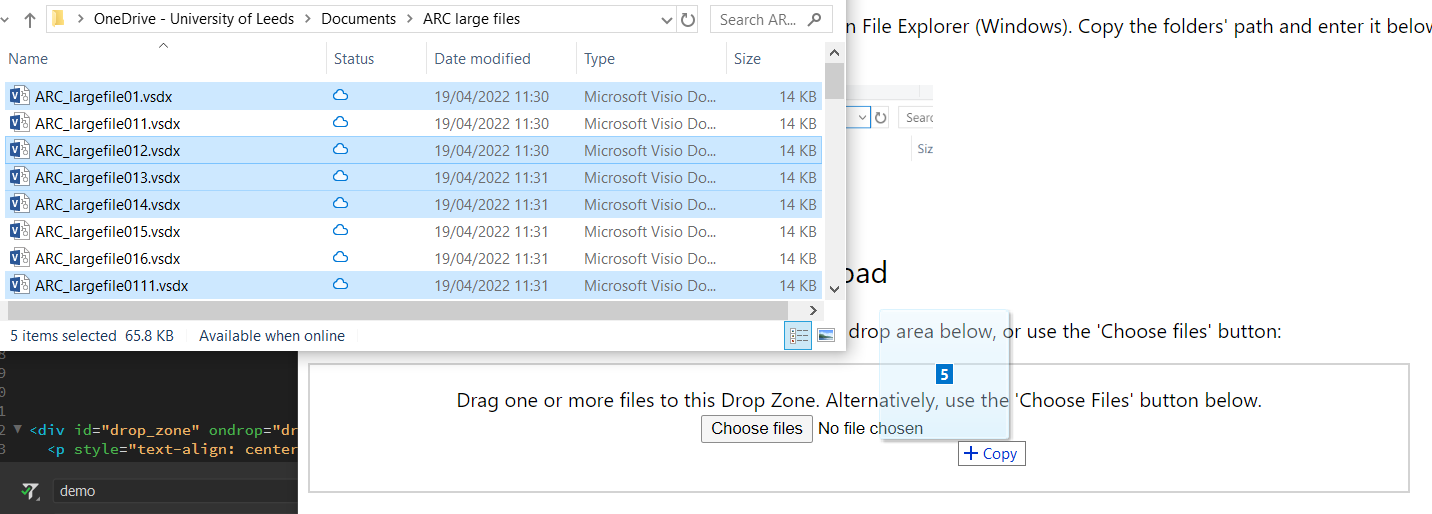 OneDrive - University of Leeds > Documents > ARC large files
Search AR...
Name Status Date modified Type Size
ARC_largefile01.vsdx 19/04/2022 11:30 Microsoft Visio Do... 14 KB
ARC_largefile011.vsdx 19/04/2022 11:30 Microsoft Visio Do... 14 KB
ARC_largefile012.vsdx 19/04/2022 11:30 Microsoft Visio Do... 14 KB
ARC_largefile013.vsdx 19/04/2022 11:31 Microsoft Visio Do... 14 KB
ARC_largefile014.vsdx 19/04/2022 11:31 Microsoft Visio Do... 14 KB
ARC_largefile015.vsdx 19/04/2022 11:31 Microsoft Visio Do... 14 KB
ARC_largefile016.vsdx 19/04/2022 11:31 Microsoft Visio Do... 14 KB
ARC_largefile0111.vsdx 19/04/2022 11:31 Microsoft Visio Do... 14 KB
5 items selected 65.8 KB Available when online
n File Explorer (Windows). Copy the folders' path and enter it belov
Searc
Siz
oad
drop area below, or use the 'Choose files' button:
5
Drag one or more files to this Drop Zone. Alternatively, use the 'Choose Files' button below.
Choose files No file chosen
+ Copy
9
0
1
2 <div id="drop_zone" ondrop="dr
3 <p style="text-align: center
demo